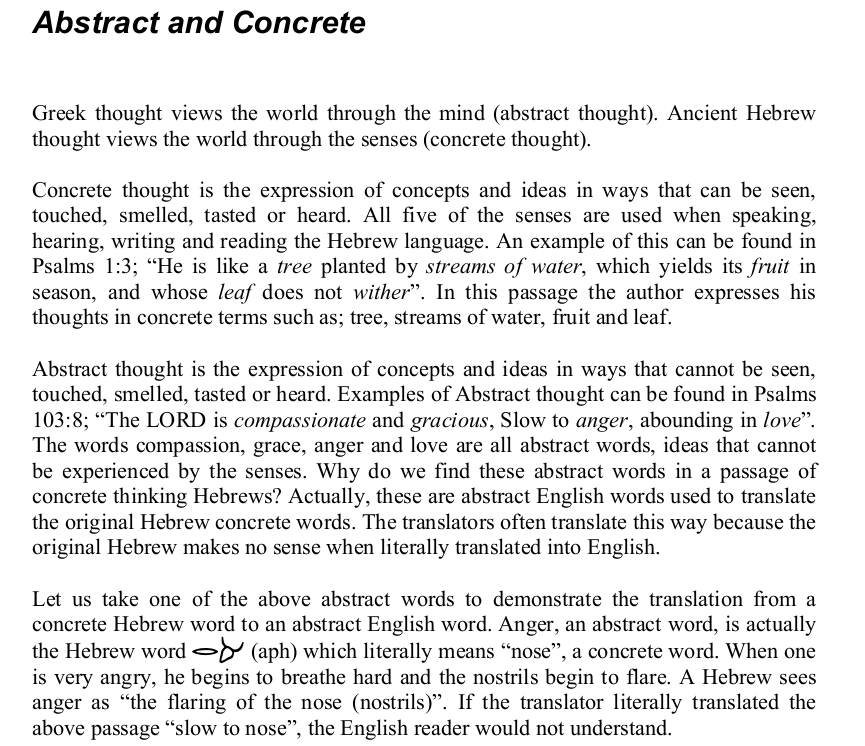 Abstract and Concrete
Greek thought views the world through the mind (abstract thought). Ancient Hebrew
thought views the world through the senses (concrete thought).
Concrete thought is the expression of concepts and ideas in ways that can be seen,
touched, smelled, tasted or heard. All five of the senses are used when speaking,
hearing, writing and reading the Hebrew language. An example of this can be found in
Psalms 1:3; “He is like a tree planted by streams of water, which yields its fruit in
season, and whose leaf does not wither”. In this passage the author expresses his
thoughts in concrete terms such as; tree, streams of water, fruit and leaf.
Abstract thought is the expression of concepts and ideas in ways that cannot be seen,
touched, smelled, tasted or heard. Examples of Abstract thought can be found in Psalms
103:8; “The LORD is compassionate and gracious, Slow to anger, abounding in love”.
The words compassion, grace, anger and love are all abstract words, ideas that cannot
be experienced by the senses. Why do we find these abstract words in a passage of
concrete thinking Hebrews? Actually, these are abstract English words used to translate
the original Hebrew concrete words. The translators often translate this way because the
original Hebrew makes no sense when literally translated into English.
Let us take one of the above abstract words to demonstrate the translation from a
concrete Hebrew word to an abstract English word. Anger, an abstract word, is actually
the Hebrew word (aph) which literally means “nose”, a concrete word. When one
is very angry, he begins to breathe hard and the nostrils begin to flare. A Hebrew sees
anger as “the flaring of the nose (nostrils)”. If the translator literally translated the
above passage “slow to nose”, the English reader would not understand.